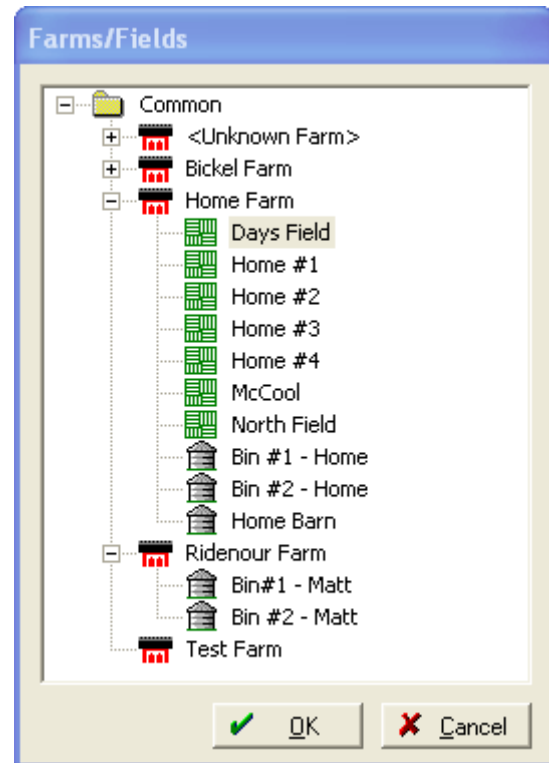 Farms/Fields
Common
<Unknown Farm>
Bickel Farm
Home Farm
Days Field
Home #1
Home #2
Home #3
Home #4
McCool
North Field
Bin #1 - Home
Bin #2 - Home
Home Barn
Ridenour Farm
Bin#1 - Matt
Bin #2 - Matt
Test Farm
OK Cancel